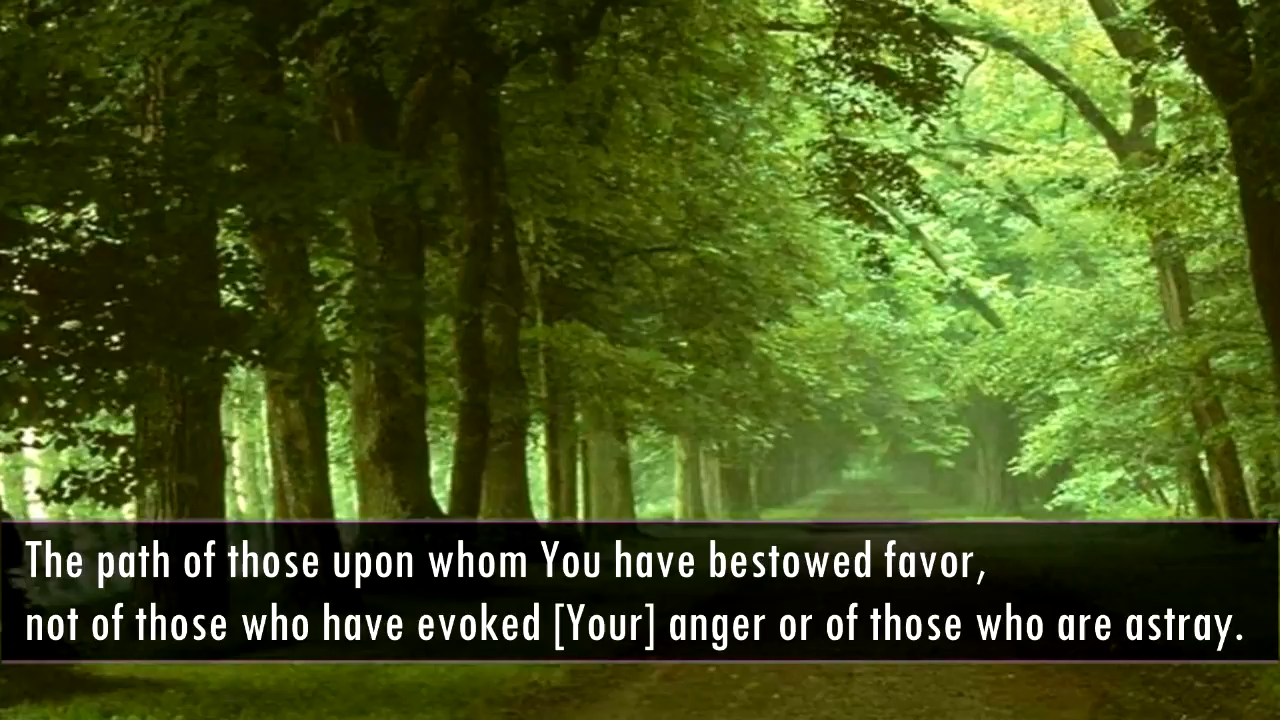 The path of those upon whom You have bestowed favor,
not of those who have evoked [Your] anger or of those who are astray.